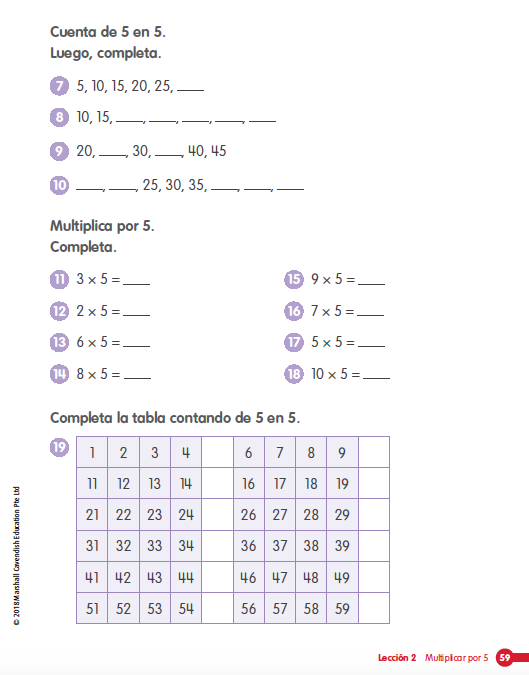 Cuenta de 5 en 5.
Luego, completa.
7 5, 10, 15, 20, 25, ____
8 10, 15, ____, ____, ____, ____, ____
9 20, ____, 30, ____, 40, 45
10 ____, ____, 25, 30, 35, ____, ____, ____
Multiplica por 5.
Completa.
11 3 × 5 = ____
12 2 × 5 = ____
13 6 × 5 = ____
14 8 × 5 = ____
15 9 × 5 = ____
16 7 × 5 = ____
17 5 × 5 = ____
18 10 × 5 = ____
Completa la tabla contando de 5 en 5.
19
1 2 3 4 6 7 8 9
11 12 13 14 16 17 18 19
21 22 23 24 26 27 28 29
31 32 33 34 36 37 38 39
41 42 43 44 46 47 48 49
51 52 53 54 56 57 58 59
© 2018 Marshall Cavendish Education Pte Ltd
Lección 2 Multiplicar por 5 59